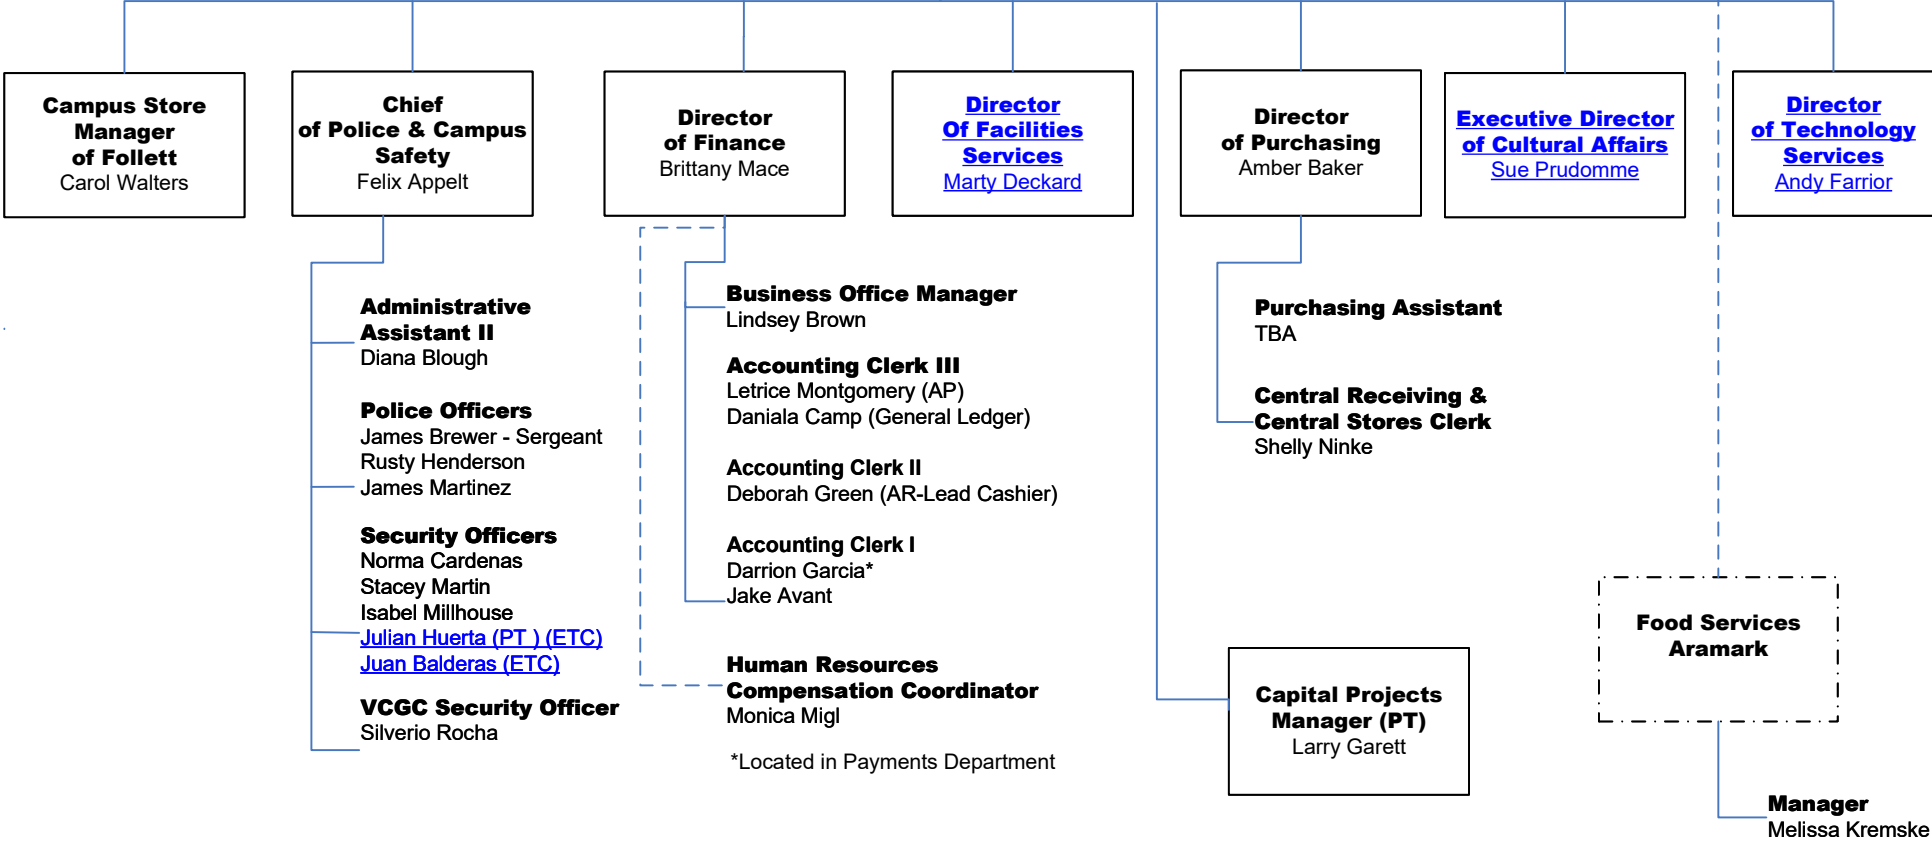 Campus Store
Manager
of Follett
Carol Walters
Chief
of Police & Campus
Safety
Felix Appelt
Director
of Finance
Brittany Mace
Director
Of Facilities
Services
Marty Deckard
Director
of Purchasing
Amber Baker
Executive Director
of Cultural Affairs
Sue Prudomme
Director
of Technology
Services
Andy Farrior
Administrative
Assistant II
Diana Blough
Police Officers
James Brewer - Sergeant
Rusty Henderson
James Martinez
Security Officers
Norma Cardenas
Stacey Martin
Isabel Millhouse
Julian Huerta (PT ) (ETC)
Juan Balderas (ETC)
VCGC Security Officer
Silverio Rocha
Business Office Manager
Lindsey Brown
Accounting Clerk III
Letrice Montgomery (AP)
Daniala Camp (General Ledger)
Accounting Clerk II
Deborah Green (AR-Lead Cashier)
Accounting Clerk I
Darrion Garcia*
Jake Avant
Human Resources
Compensation Coordinator
Monica Migl
*Located in Payments Department
Purchasing Assistant
TBA
Central Receiving &
Central Stores Clerk
Shelly Ninke
Capital Projects
Manager (PT)
Larry Garett
Food Services
Aramark
Manager
Melissa Kremske